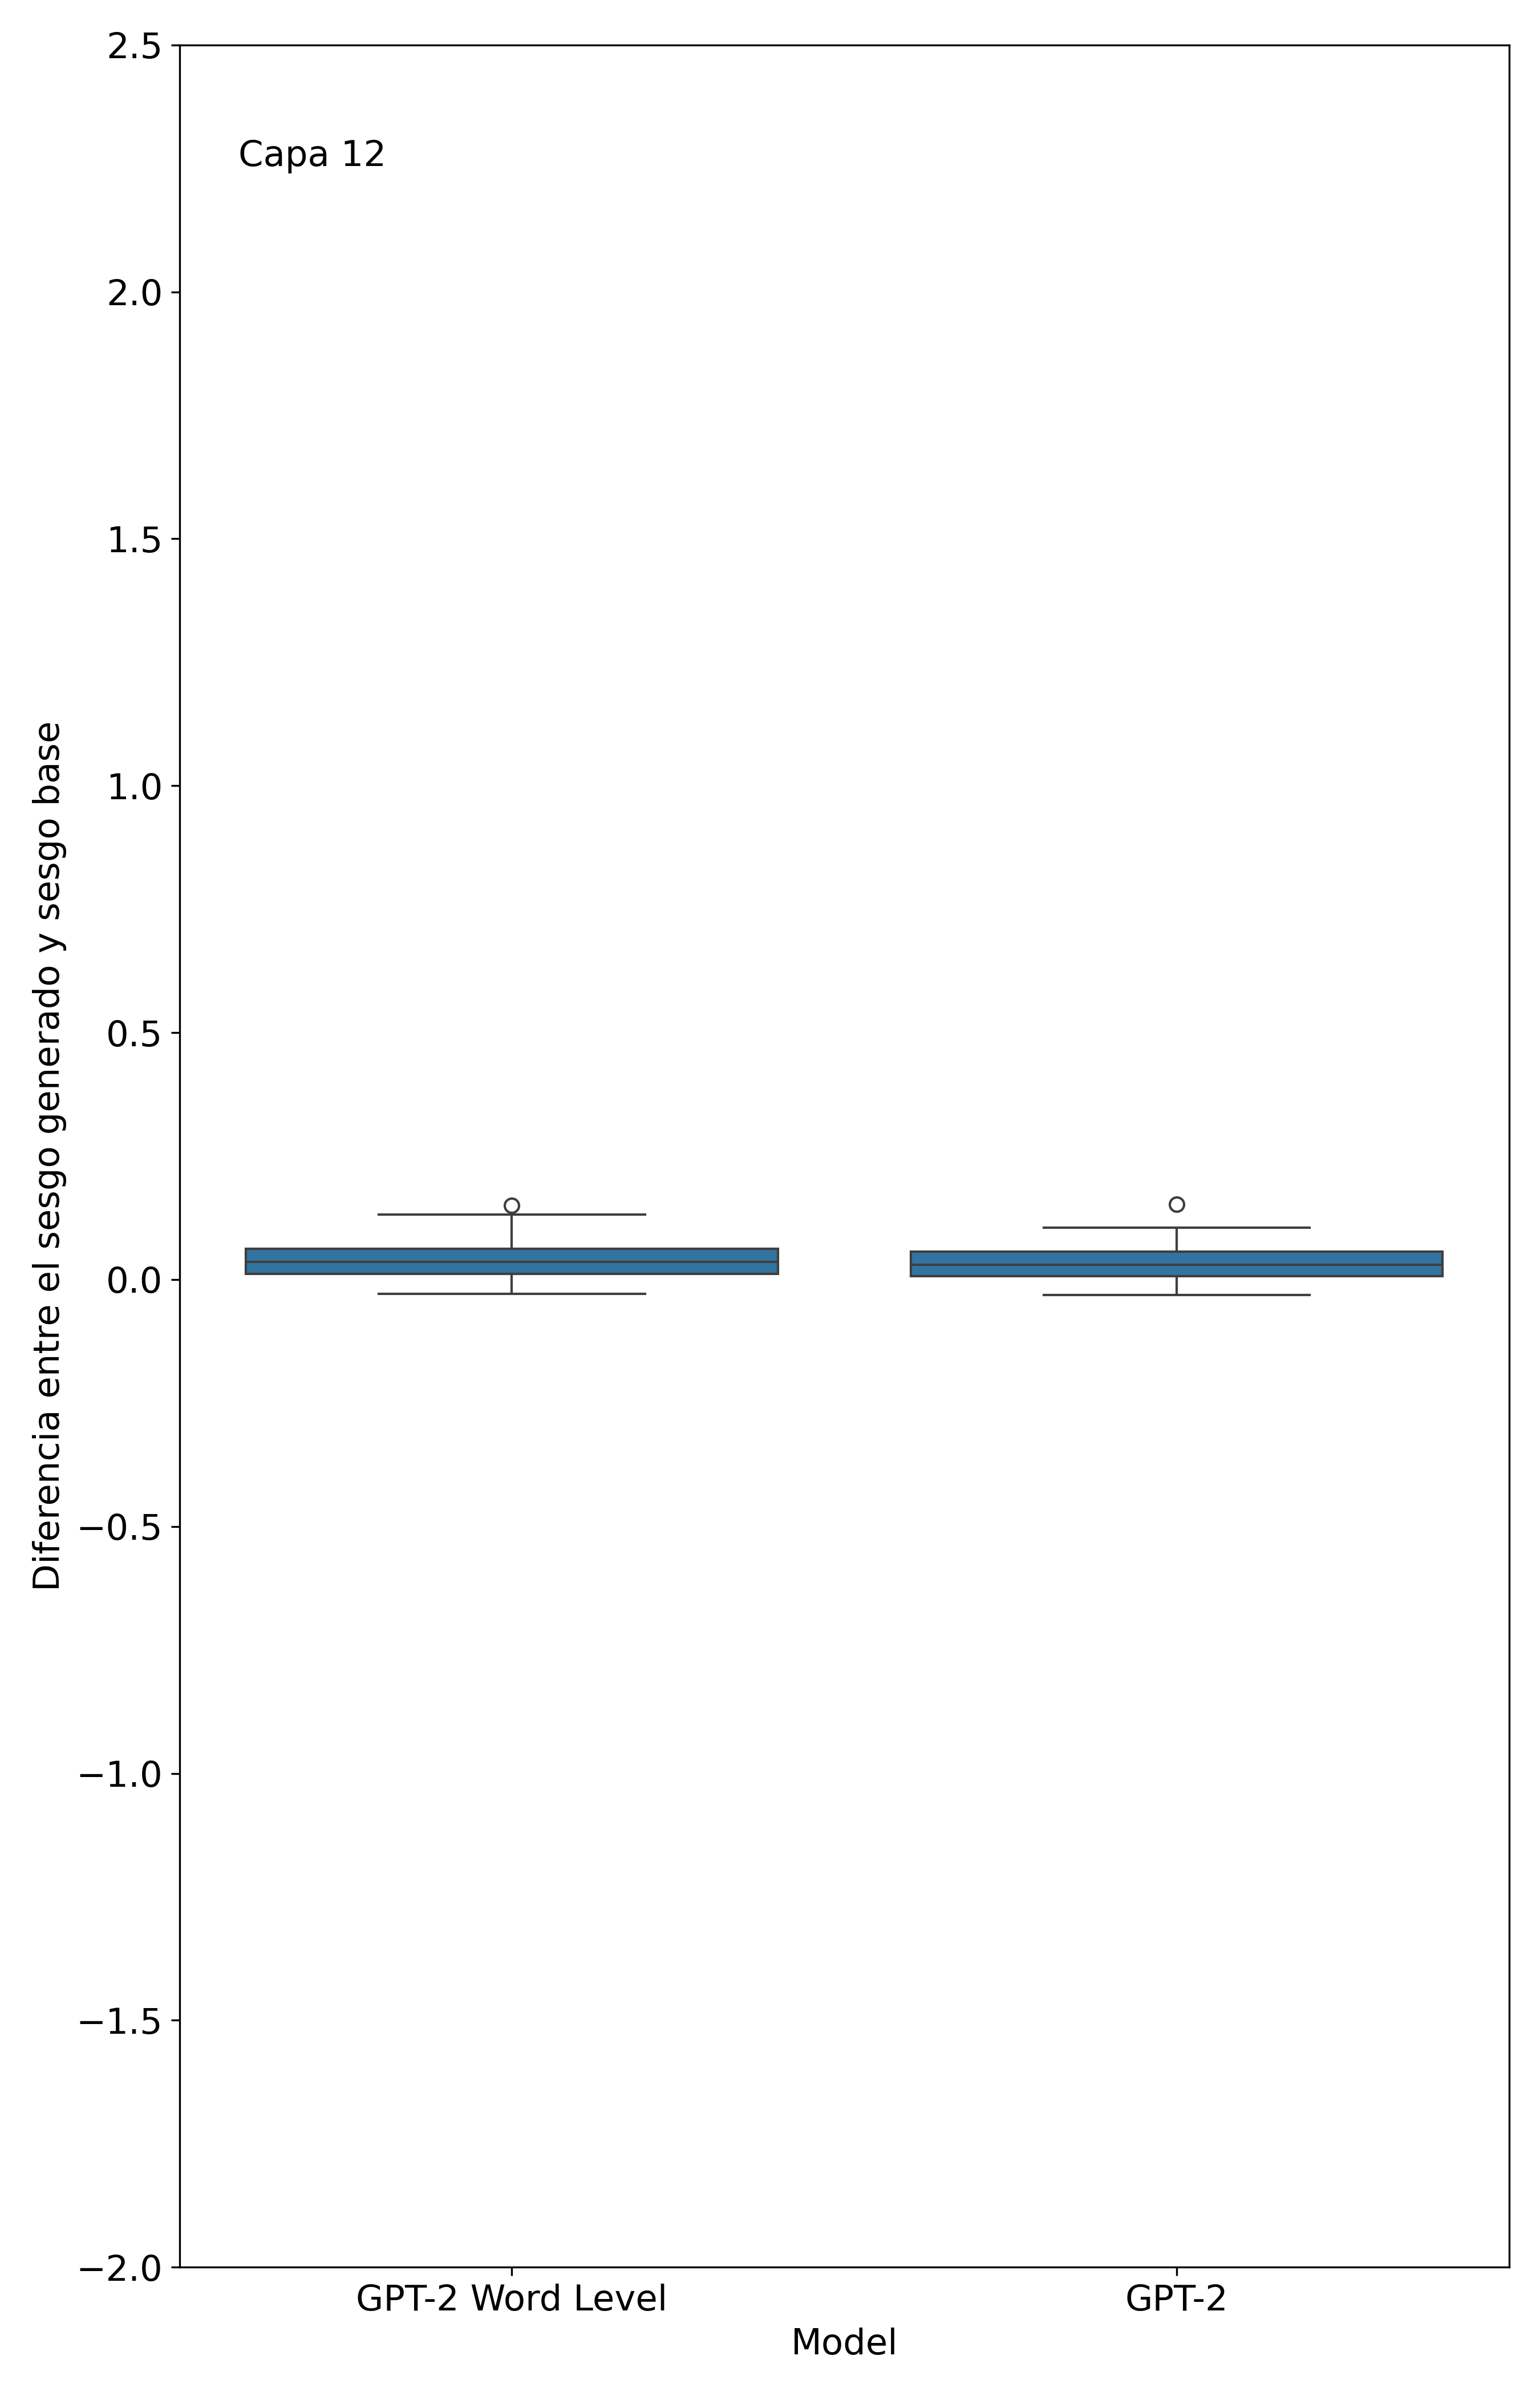 Capa 12
Diferencia entre el sesgo generado y sesgo base
2.5
2.0
1.5
1.0
0.5
0.0
−0.5
−1.0
−1.5
−2.0
GPT-2 Word Level
GPT-2
Model